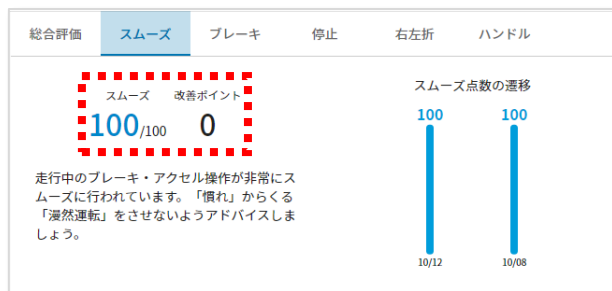 総合評価 スムーズ ブレーキ 停止 右左折 ハンドル
スムーズ 改善ポイント
100/100 0
走行中のブレーキ・アクセル操作が非常にス
ムーズに行われています。「慣れ」からくる
「漫然運転」をさせないようアドバイスしま
しょう。
スムーズ点数の遷移
100 100
10/12 10/08